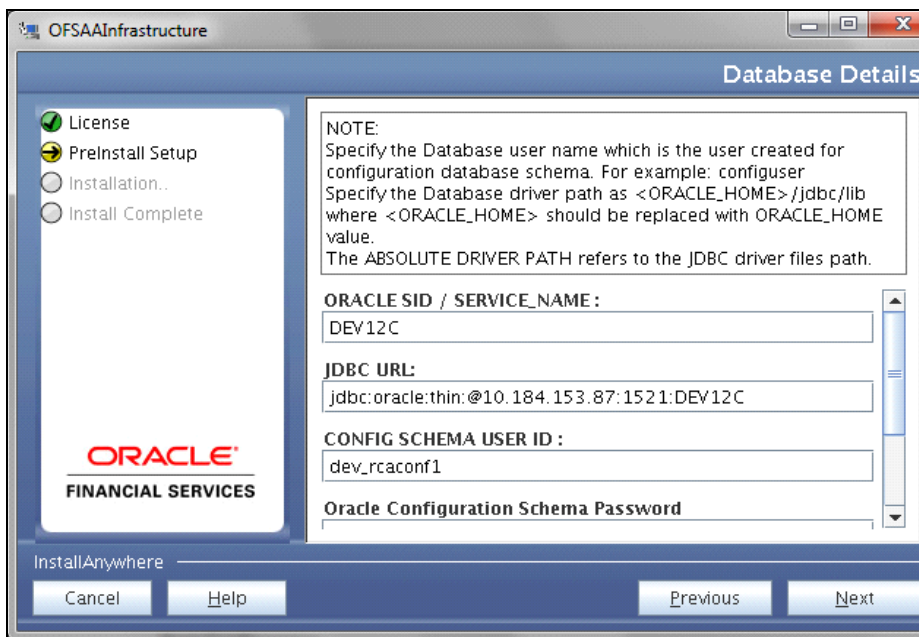 OFSAAInfrastructure
Database Details
License
PreInstall Setup
Installation..
Install Complete
ORACLE
FINANCIAL SERVICES
NOTE:
Specify the Database user name which is the user created for
configuration database schema. For example: configuser
Specify the Database driver path as <ORACLE_HOME>/jdbc/lib
where <ORACLE_HOME> should be replaced with ORACLE_HOME
value.
The ABSOLUTE DRIVER PATH refers to the JDBC driver files path.
ORACLE SID / SERVICE_NAME :
DEV12C
JDBC URL:
jdbc:oracle:thin:@10.184.153.87:1521:DEV12C
CONFIG SCHEMA USER ID :
dev_rcaconf1
Oracle Configuration Schema Password
InstallAnywhere
Cancel
Help
Previous
Next